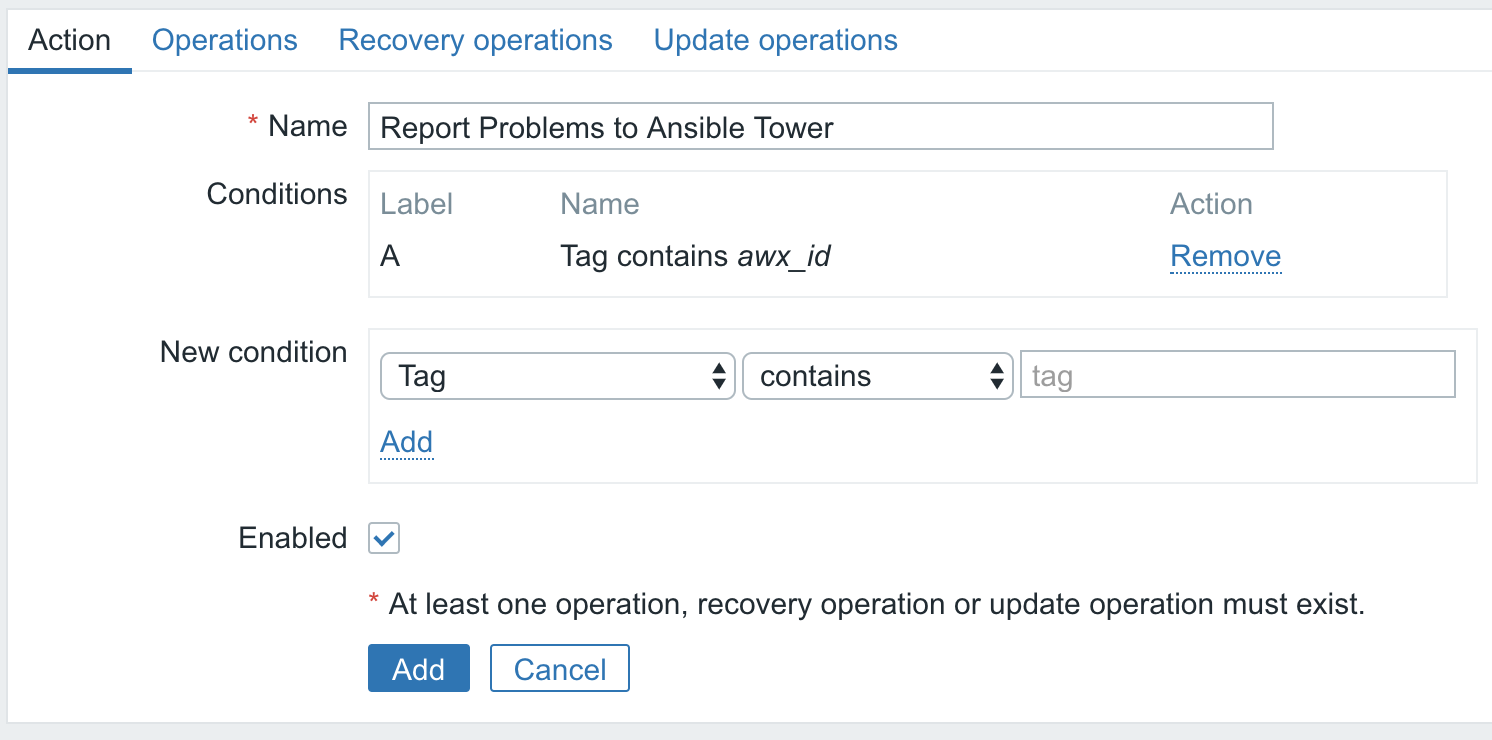 Action Operations Recovery operations Update operations
* Name Report Problems to Ansible Tower
Conditions Label Name Action
A Tag contains awx_id Remove
New condition Tag contains tag
Add
Enabled
* At least one operation, recovery operation or update operation must exist.
Add Cancel